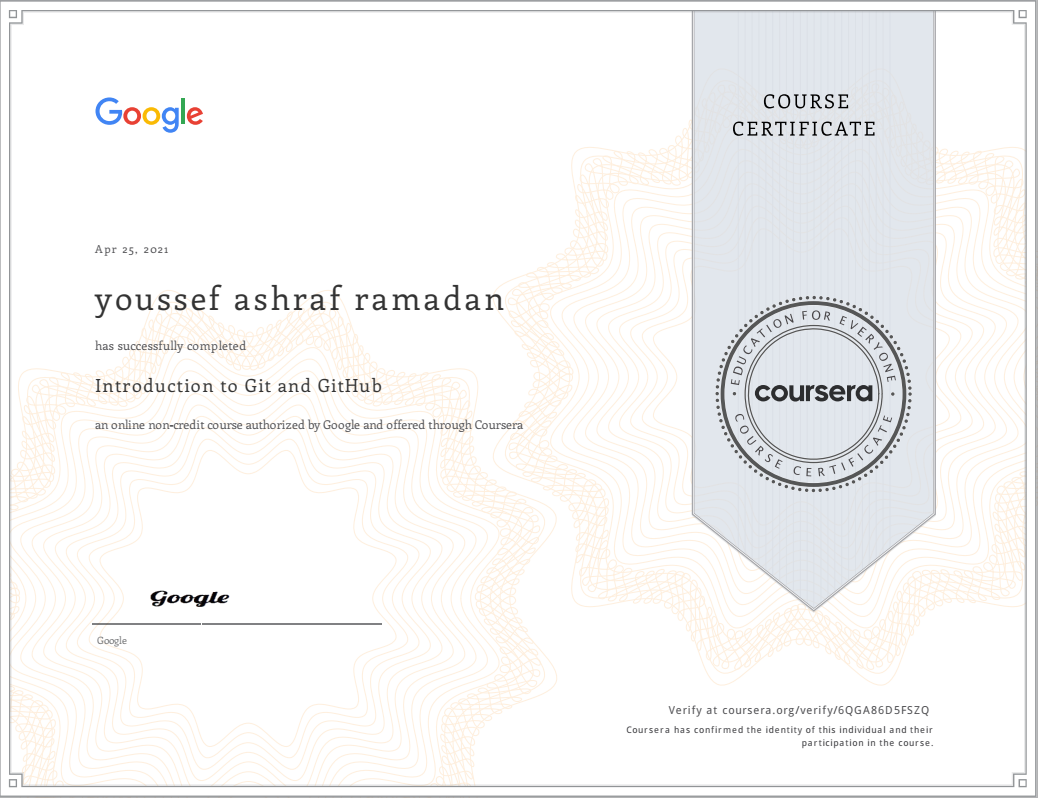 Google
COURSE
CERTIFICATE
Apr 25, 2021
youssef ashraf ramadan
has successfully completed
Introduction to Git and GitHub
an online non-credit course authorized by Google and offered through Coursera
EDUCATION FOR EVERYONE
coursera
COURSE CERTIFICATE
Google
Google
Verify at coursera.org/verify/6QGA86D5FSZQ
Coursera has confirmed the identity of this individual and their
participation in the course.